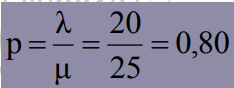 p = λ/μ = 20/25 = 0,80